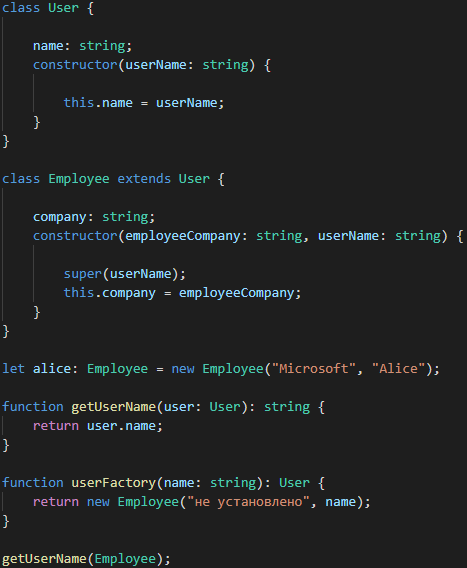 class User {
name: string;
constructor(userName: string) {
this.name = userName;
}
}
class Employee extends User {
company: string;
constructor(employeeCompany: string, userName: string) {
super(userName);
this.company = employeeCompany;
}
}
let alice: Employee = new Employee("Microsoft", "Alice");
function getUserName(user: User): string {
return user.name;
}
function userFactory(name: string): User {
return new Employee("не установлено", name);
}
getUserName(Employee);